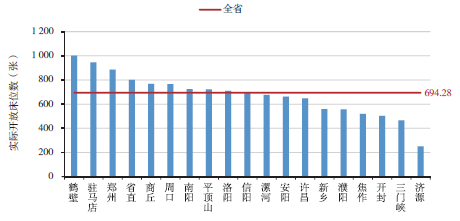 全省
实际开放床位数（张）
1 200
1 000
800
600
400
200
0
694.28
鹤壁
驻马店
郑州
省直
商丘
周口
南阳
平顶山
洛阳
信阳
漯河
安阳
许昌
新乡
濮阳
焦作
开封
三门峡
济源